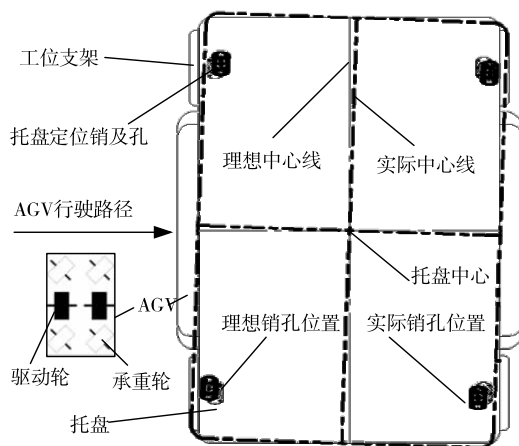 工位支架
托盘定位销及孔
理想中心线
实际中心线
AGV行驶路径
托盘中心
AGV
理想销孔位置
实际销孔位置
驱动轮
承重轮
托盘